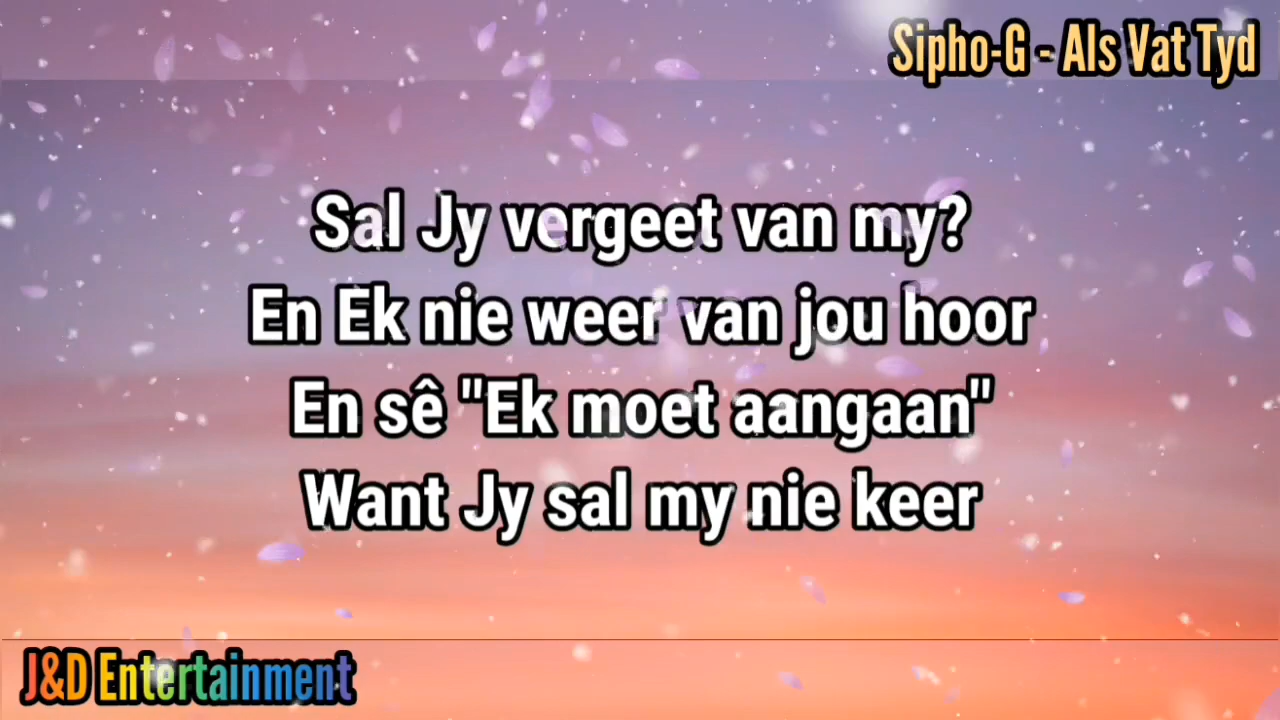 Sipho-G - Als Vat Tyd
Sal Jy vergeet van my?
En Ek nie weer van jou hoor
En sê "Ek moet aangaan"
Want Jy sal my nie keer
J&D Entertainment